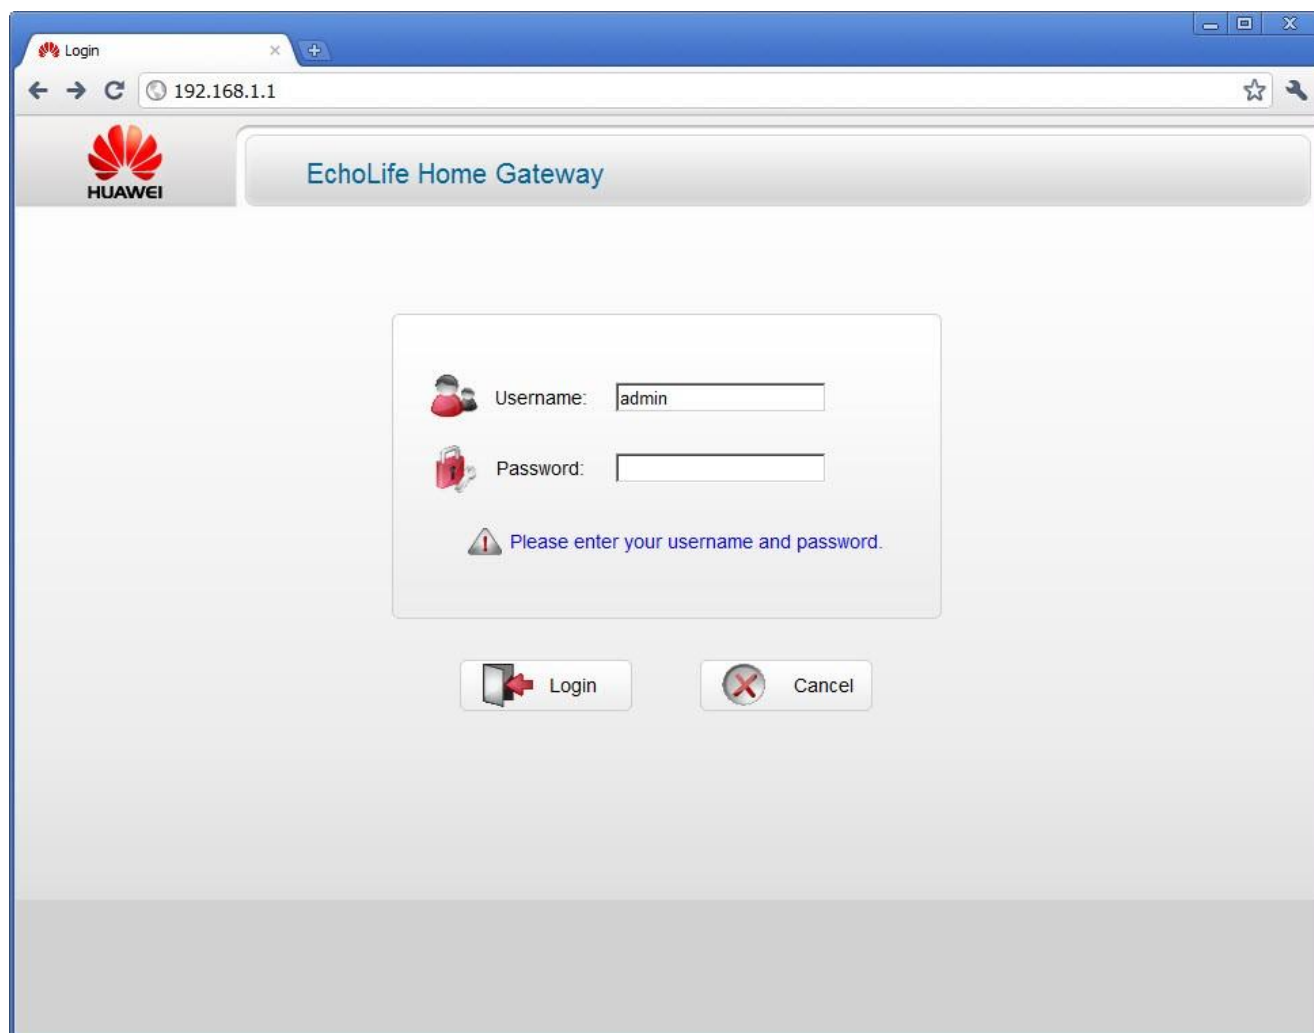 Login
192.168.1.1
HUAWEI
EchoLife Home Gateway
Username: admin
Password:
Please enter your username and password.
Login Cancel